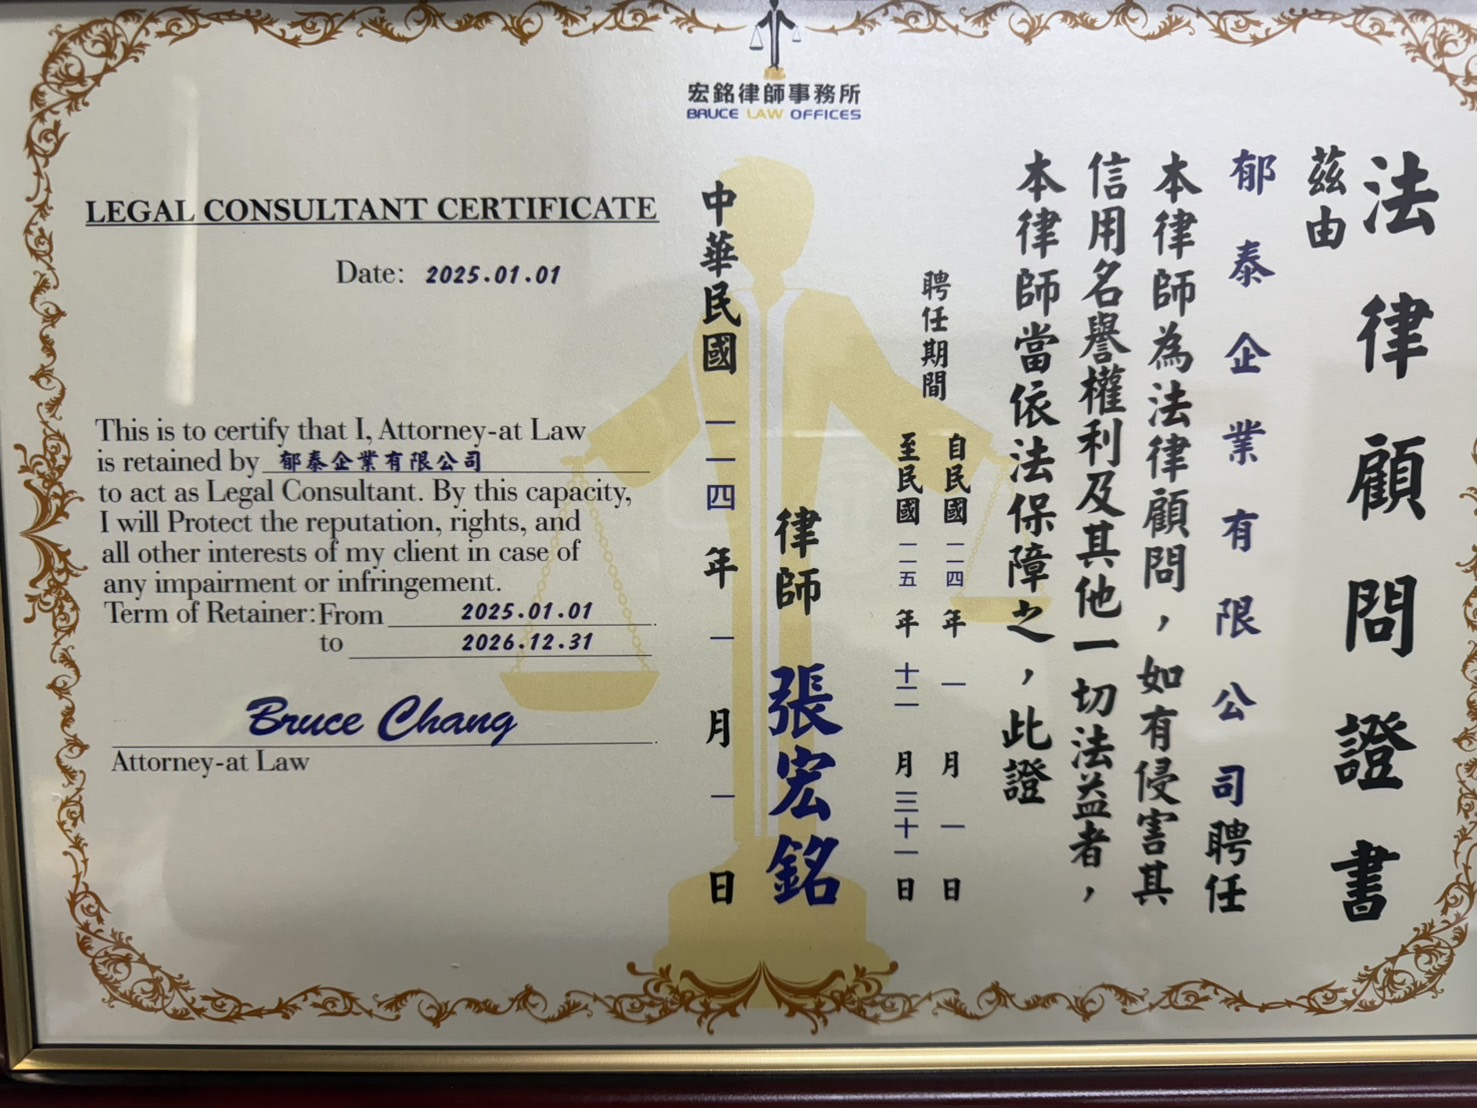 宏銘律師事務所
BRUCE LAW OFFICES
法律顧問證書
茲由
郁泰企業有限公司聘任
本律師為法律顧問，如有侵害其
信用名譽權利及其他一切法益者，
本律師當依法保障之，此證
聘任期間
自民國一一四年一月一日
至民國一一五年十二月三十一日
律師 張宏銘
中華民國一一四年一月一日
LEGAL CONSULTANT CERTIFICATE
Date: 2025.01.01
This is to certify that I, Attorney-at Law
is retained by 郁泰企業有限公司
to act as Legal Consultant. By this capacity,
I will Protect the reputation, rights, and
all other interests of my client in case of
any impairment or infringement.
Term of Retainer: From 2025.01.01.
to 2026.12.31
Bruce Chang.
Attorney-at Law